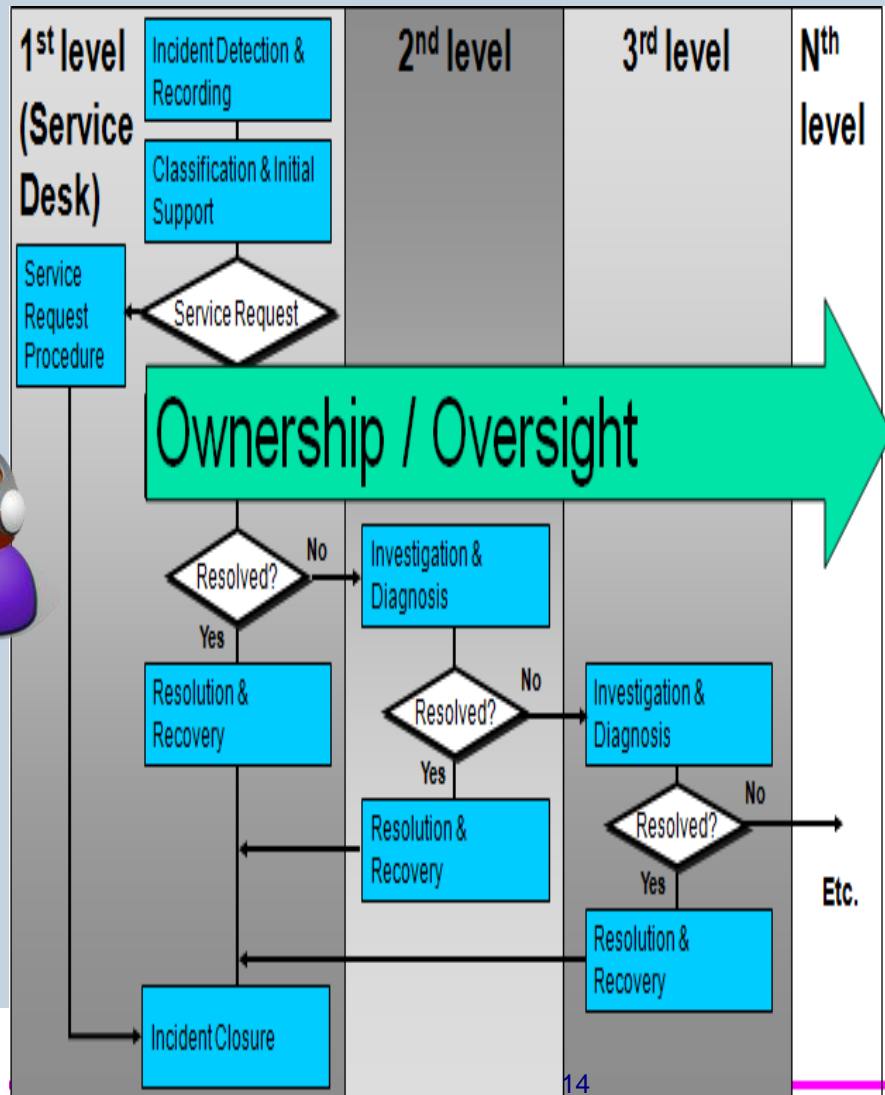 1st level
(Service
Desk)
Incident Detection &
Recording
2nd level
3rd level
Nth
level
Classification & Initial
Support
Service
Request
Procedure
Service Request
Ownership / Oversight
Resolved?
No
Yes
Investigation &
Diagnosis
Resolution &
Recovery
Resolved?
No
Yes
Investigation &
Diagnosis
Resolution &
Recovery
Resolved?
No
Yes
Etc.
Resolution &
Recovery
Incident Closure
14